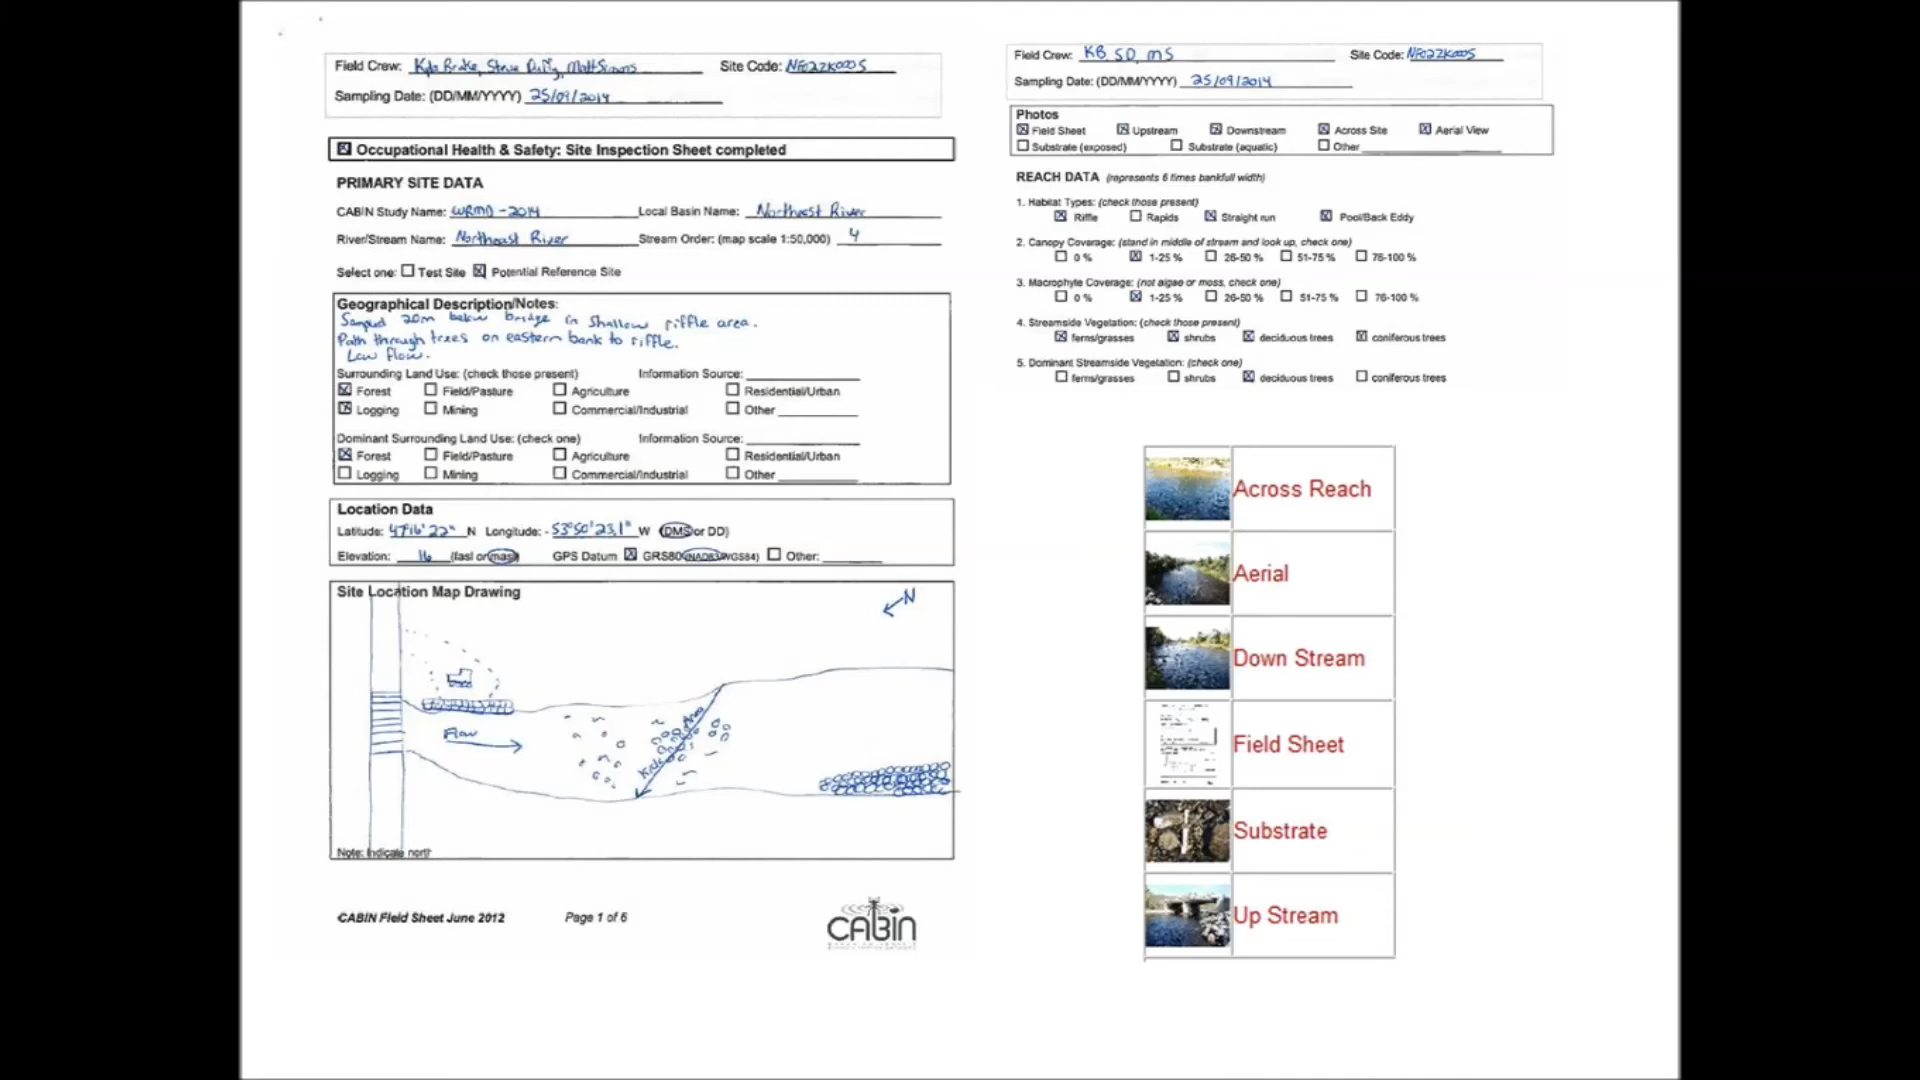 Field Crew: Kyla Brake, Steve Duffy, Matt Simms Site Code: NF02ZK0005
Sampling Date: (DD/MM/YYYY) 25/09/2014
Occupational Health & Safety: Site Inspection Sheet completed
PRIMARY SITE DATA
CABIN Study Name: WRMD - 2014 Local Basin Name: Northeast River
River/Stream Name: Northeast River Stream Order: (map scale 1:50,000) 4
Select one: Test Site Potential Reference Site
Geographical Description/Notes:
Sampled 20m below bridge in shallow riffle area.
Path through trees on eastern bank to riffle.
Low flow.
Surrounding Land Use: (check those present) Information Source:
Forest Field/Pasture Agriculture Residential/Urban
Logging Mining Commercial/Industrial Other
Dominant Surrounding Land Use: (check one) Information Source:
Forest Field/Pasture Agriculture Residential/Urban
Logging Mining Commercial/Industrial Other
Location Data
Latitude: 47°16'22" N Longitude: - 53°50'23.1" W (DMS or DD)
Elevation: 16 (fasl or masl) GPS Datum GRS80 (NAD83/WGS84) Other:
Site Location Map Drawing
N
Flow
Kick Area
Note: Indicate north
CABIN Field Sheet June 2012 Page 1 of 6
CABIN
Field Crew: KB SD, MS Site Code: NF02ZK0005
Sampling Date: (DD/MM/YYYY) 25/09/2014
Photos
Field Sheet Upstream Downstream Across Site Aerial View
Substrate (exposed) Substrate (aquatic) Other
REACH DATA (represents 6 times bankfull width)
1. Habitat Types: (check those present)
Riffle Rapids Straight run Pool/Back Eddy
2. Canopy Coverage: (stand in middle of stream and look up, check one)
0 % 1-25 % 26-50 % 51-75 % 76-100 %
3. Macrophyte Coverage: (not algae or moss, check one)
0 % 1-25 % 26-50 % 51-75 % 76-100 %
4. Streamside Vegetation: (check those present)
ferns/grasses shrubs deciduous trees coniferous trees
5. Dominant Streamside Vegetation: (check one)
ferns/grasses shrubs deciduous trees coniferous trees
Across Reach
Aerial
Down Stream
Field Sheet
Substrate
Up Stream